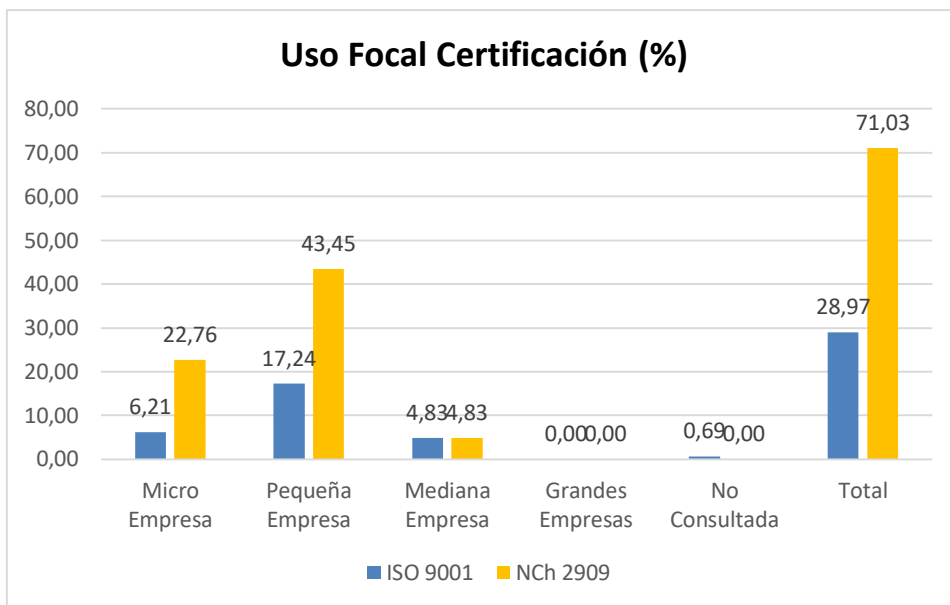 Uso Focal Certificación (%)
80,00
70,00
60,00
50,00
40,00
30,00
20,00
10,00
0,00
6,21
22,76
17,24
43,45
4,83
4,83
0,00
0,00
0,69
0,00
28,97
71,03
Micro
Empresa
Pequeña
Empresa
Mediana
Empresa
Grandes
Empresas
No
Consultada
Total
ISO 9001
NCh 2909